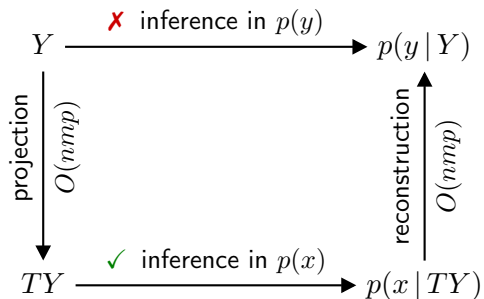 ✗ inference in p(y)
Y
p(y | Y)
projection
O(nmp)
reconstruction
O(nmp)
✓ inference in p(x)
TY
p(x | TY)